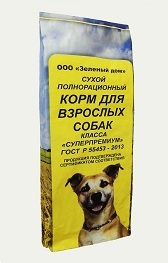 ООО «Зеленый дом»
СУХОЙ
ПОЛНОРАЦИОННЫЙ
КОРМ ДЛЯ
ВЗРОСЛЫХ
СОБАК
КЛАССА
«СУПЕРПРЕМИУМ»
ГОСТ Р 55453 - 2013
ПРОДУКЦИЯ ПОДТВЕРЖДЕНА
СЕРТИФИКАТОМ СООТВЕТСТВИЯ